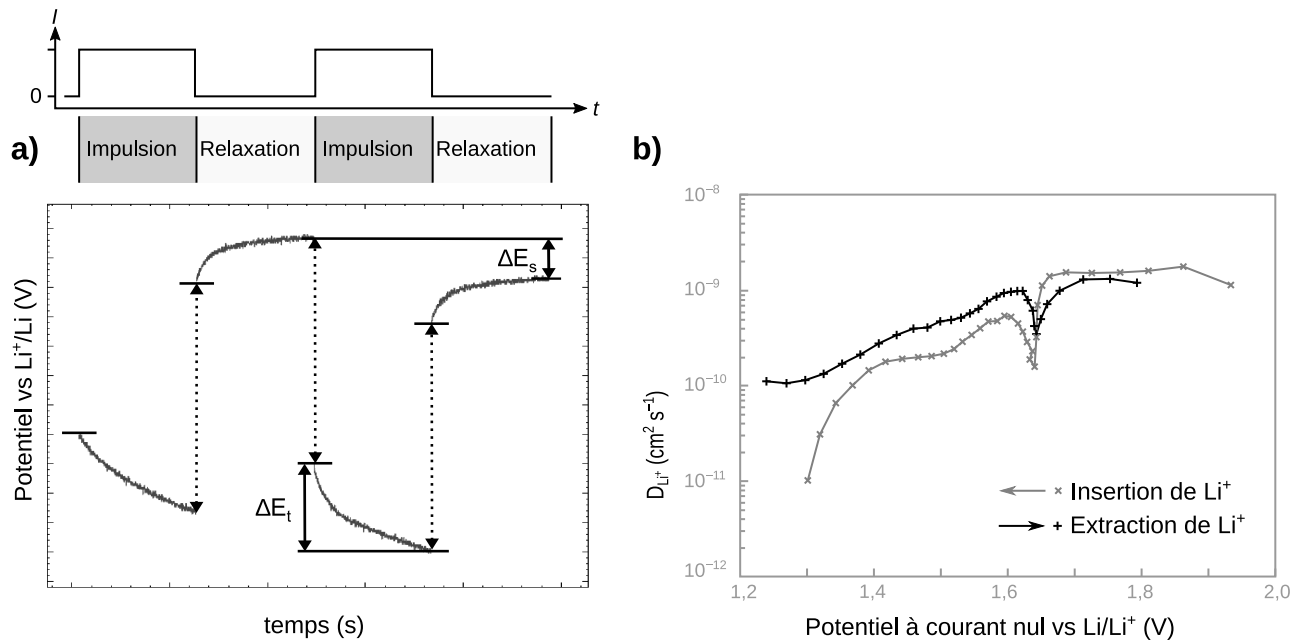 I
0
t
a)
Impulsion Relaxation Impulsion Relaxation
Potentiel vs Li⁺/Li (V)
ΔEₛ
ΔEₜ
temps (s)
b)
10⁻⁸
10⁻⁹
10⁻¹⁰
10⁻¹¹
10⁻¹²
D_Li⁺ (cm² s⁻¹)
Insertion de Li⁺
Extraction de Li⁺
1,2 1,4 1,6 1,8 2,0
Potentiel à courant nul vs Li/Li⁺ (V)